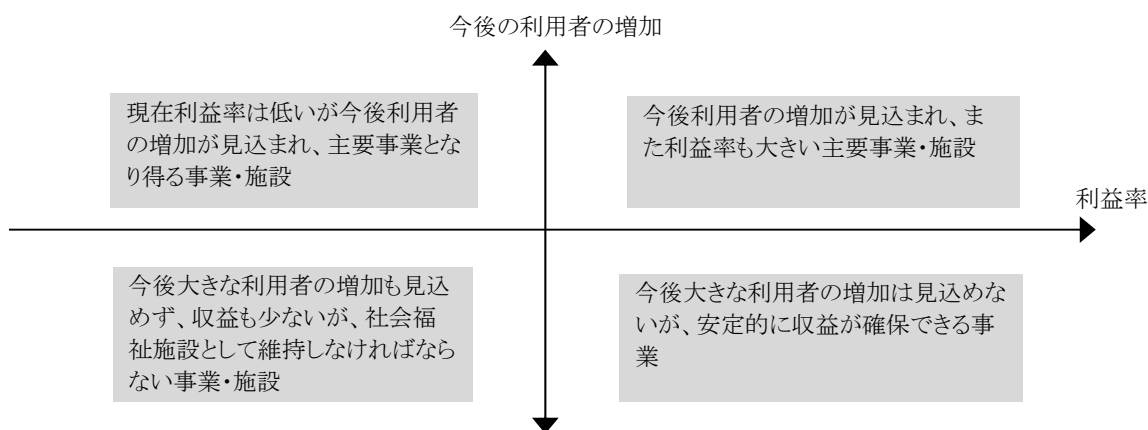 今後の利用者の増加
現在利益率は低いが今後利用者
の増加が見込まれ、主要事業とな
り得る事業・施設
今後利用者の増加が見込まれ、ま
た利益率も大きい主要事業・施設
利益率
今後大きな利用者の増加も見込
めず、収益も少ないが、社会福
祉施設として維持しなければなら
ない事業・施設
今後大きな利用者の増加は見込めな
いが、安定的に収益が確保できる事
業